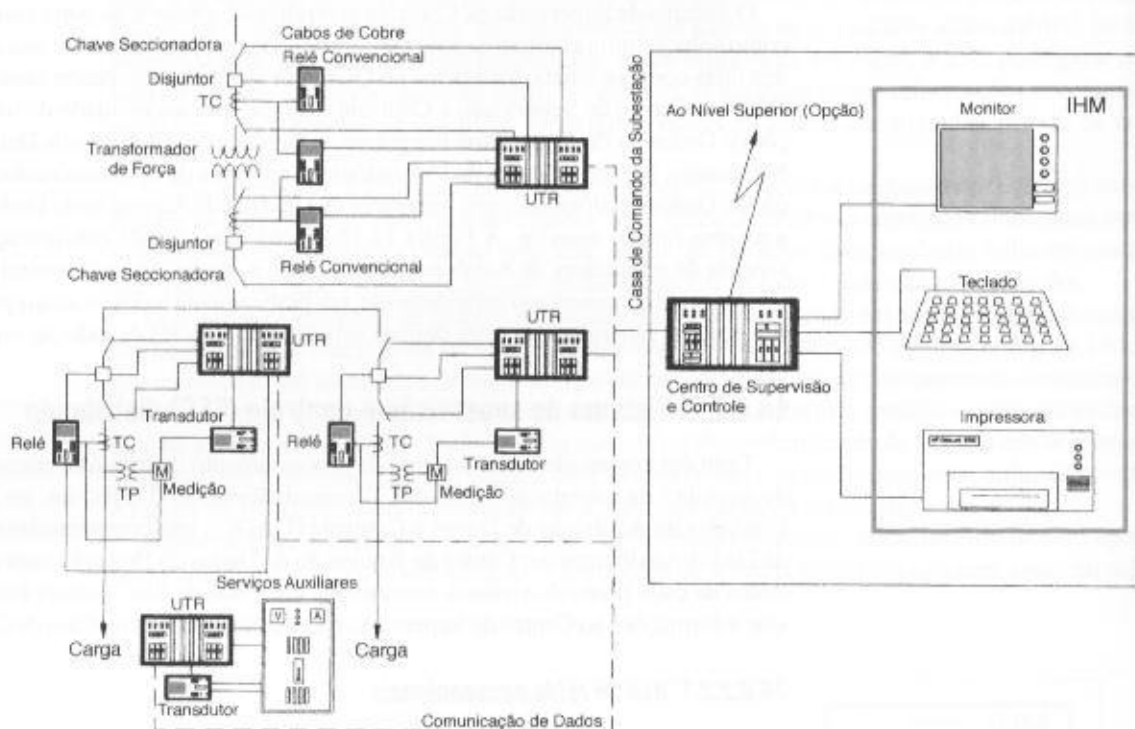 Chave Seccionadora
Cabos de Cobre
Relé Convencional
Disjuntor
TC
Transformador
de Força
UTR
Disjuntor
Chave Seccionadora
Relé Convencional
Casa de Comando da Subestação
Ao Nível Superior (Opção)
Monitor
IHM
Teclado
Centro de Supervisão
e Controle
Impressora
UTR
UTR
Transdutor
Relé
TC
TP
M
Medição
Relé
TC
TP
M
Medição
Transdutor
Serviços Auxiliares
UTR
V
A
Carga
Carga
Transdutor
Comunicação de Dados